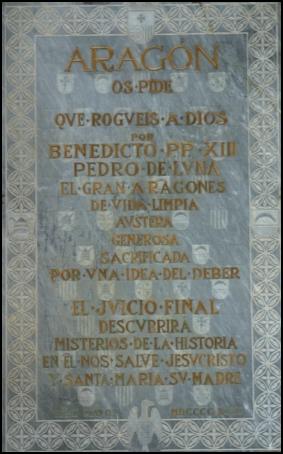 ARAGÓN
OS·PIDE
QVE·ROGVEIS·A·DIOS
POR
BENEDICTO·PP·XIII
PEDRO·DE·LVNA
EL·GRAN·ARAGONES
DE·VIDA·LIMPIA
AVSTERA
GENEROSA
SACRIFICADA
POR·VNA·IDEA·DEL·DEBER
EL·JVICIO·FINAL
DESCVBRIRA
MISTERIOS·DE·LA·HISTORIA
EN·EL·NOS·SALVE·JESVCRISTO
Y·SANTA·MARIA·SV·MADRE